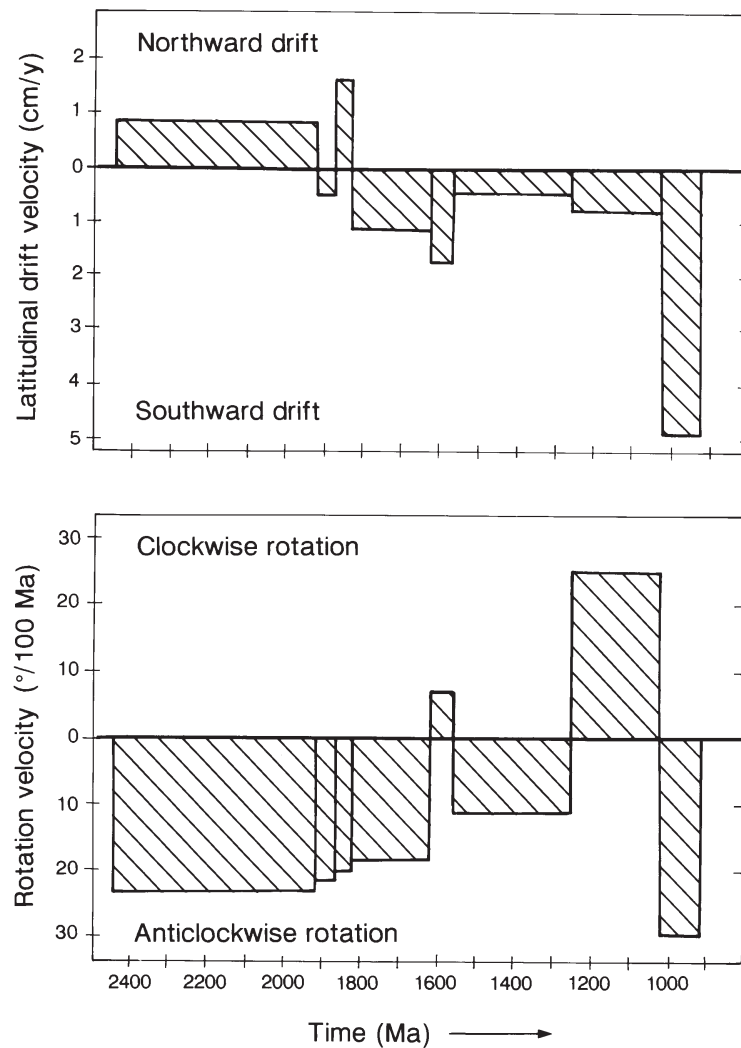 Latitudinal drift velocity (cm/y)
Northward drift
2
1
0
1
2
3
4
5
Southward drift
Rotation velocity (°/100 Ma)
Clockwise rotation
30
20
10
0
10
20
30
Anticlockwise rotation
2400 2200 2000 1800 1600 1400 1200 1000
Time (Ma)